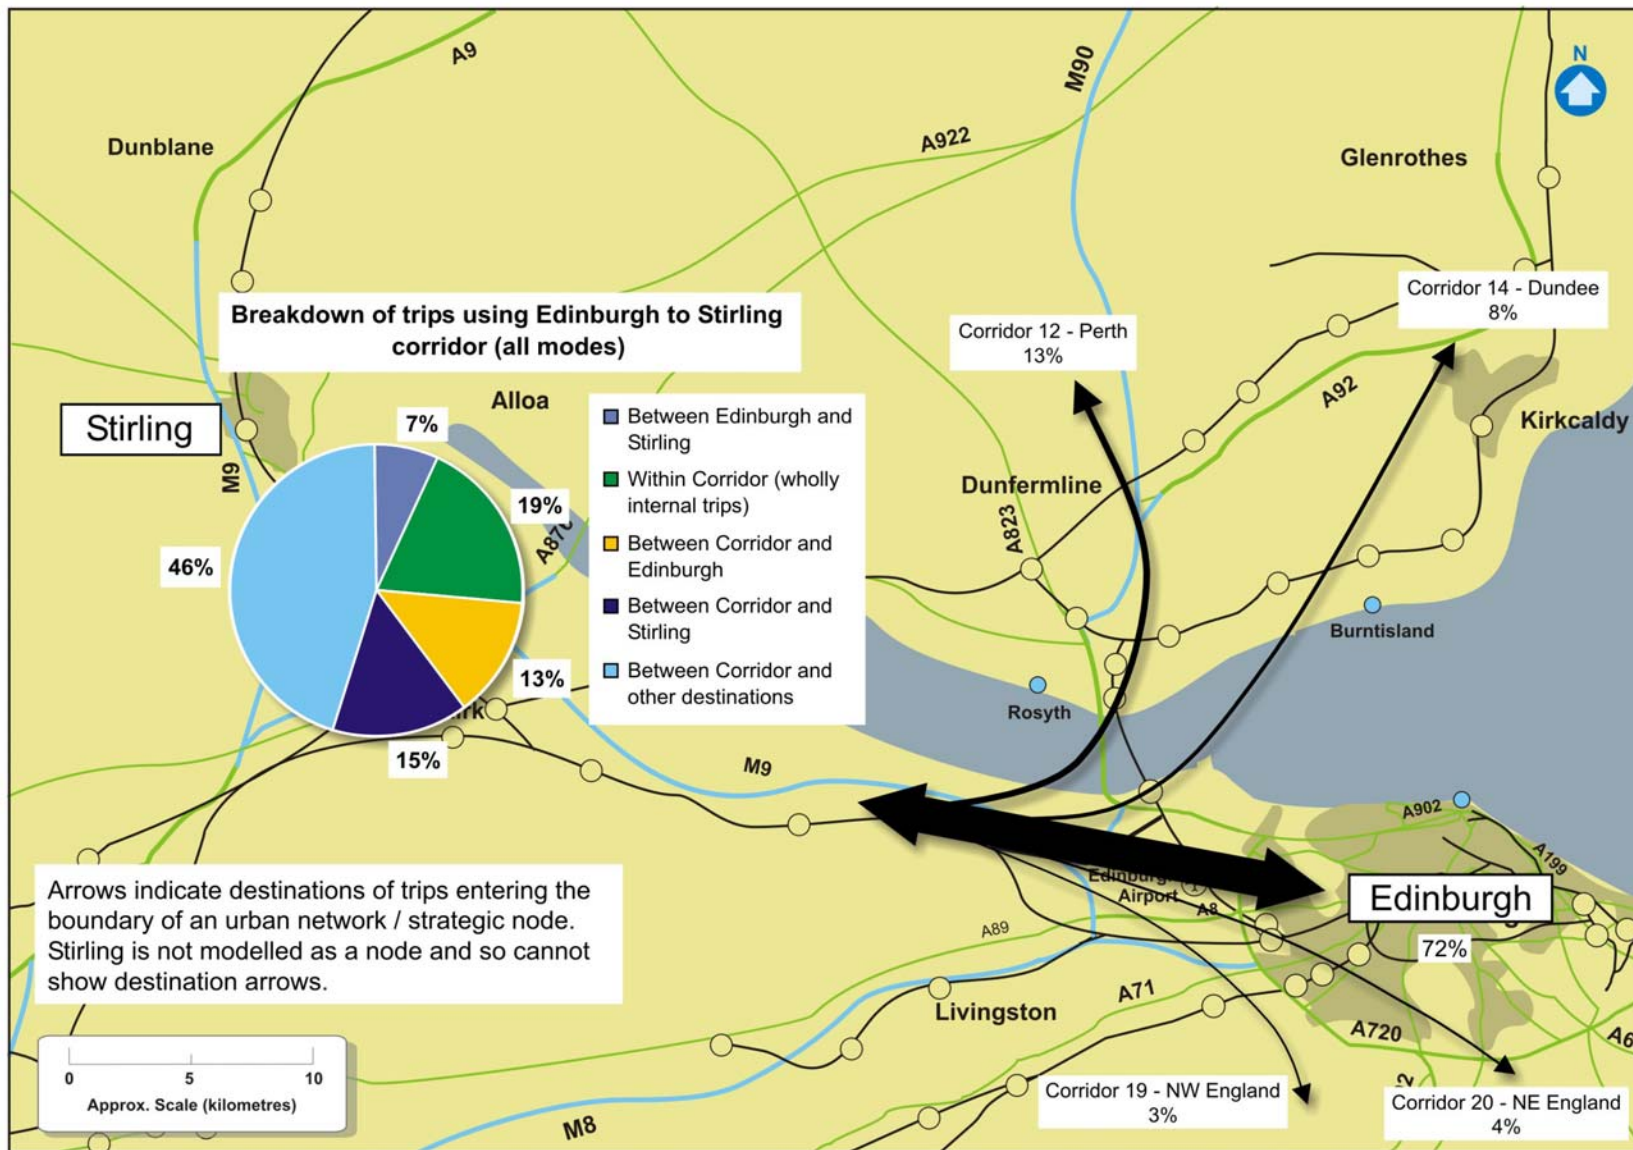 A9
M90
N
Dunblane
A922
Glenrothes
Corridor 14 - Dundee
8%
Breakdown of trips using Edinburgh to Stirling
corridor (all modes)
Corridor 12 - Perth
13%
A92
Alloa
Stirling
M9
Kirkcaldy
7%
19%
46%
13%
15%
Between Edinburgh and
Stirling
Within Corridor (wholly
internal trips)
Between Corridor and
Edinburgh
Between Corridor and
Stirling
Between Corridor and
other destinations
Dunfermline
A823
Burntisland
Rosyth
M9
A902
A199
Arrows indicate destinations of trips entering the
boundary of an urban network / strategic node.
Stirling is not modelled as a node and so cannot
show destination arrows.
Airport
A8
Edinburgh
72%
A89
Livingston
A71
A720
0 5 10
Approx. Scale (kilometres)
M8
Corridor 19 - NW England
3%
Corridor 20 - NE England
4%